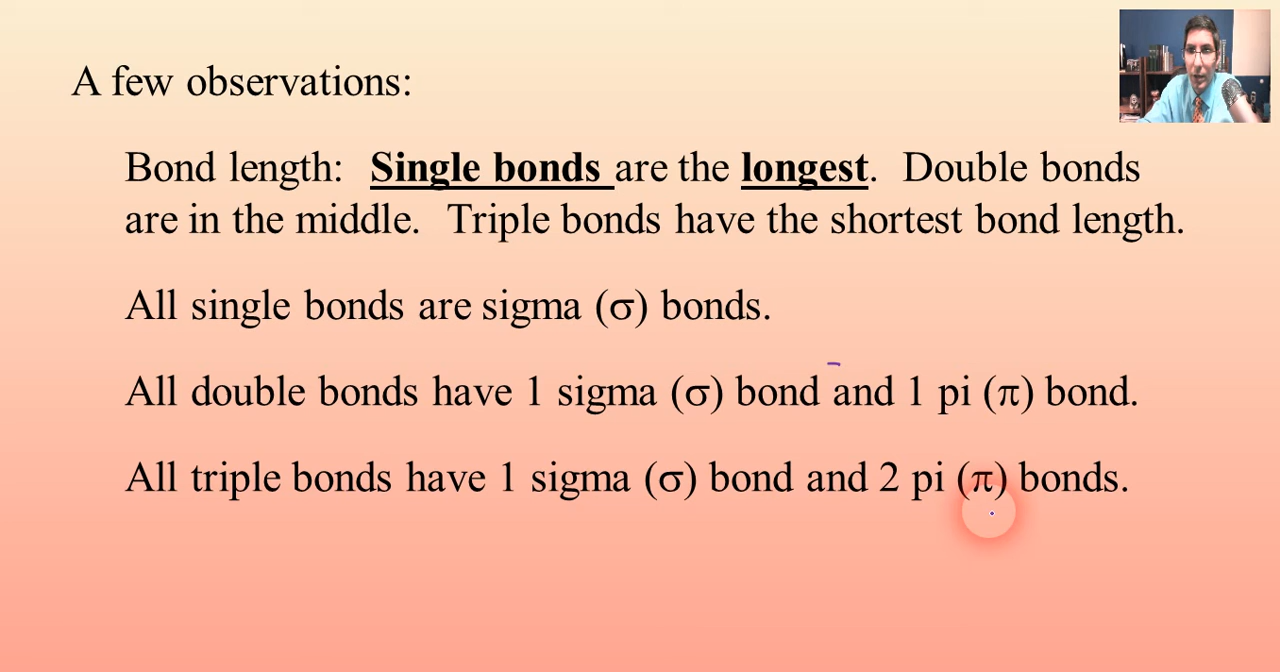 A few observations:
Bond length: Single bonds are the longest. Double bonds
are in the middle. Triple bonds have the shortest bond length.
All single bonds are sigma (σ) bonds.
All double bonds have 1 sigma (σ) bond and 1 pi (π) bond.
All triple bonds have 1 sigma (σ) bond and 2 pi (π) bonds.